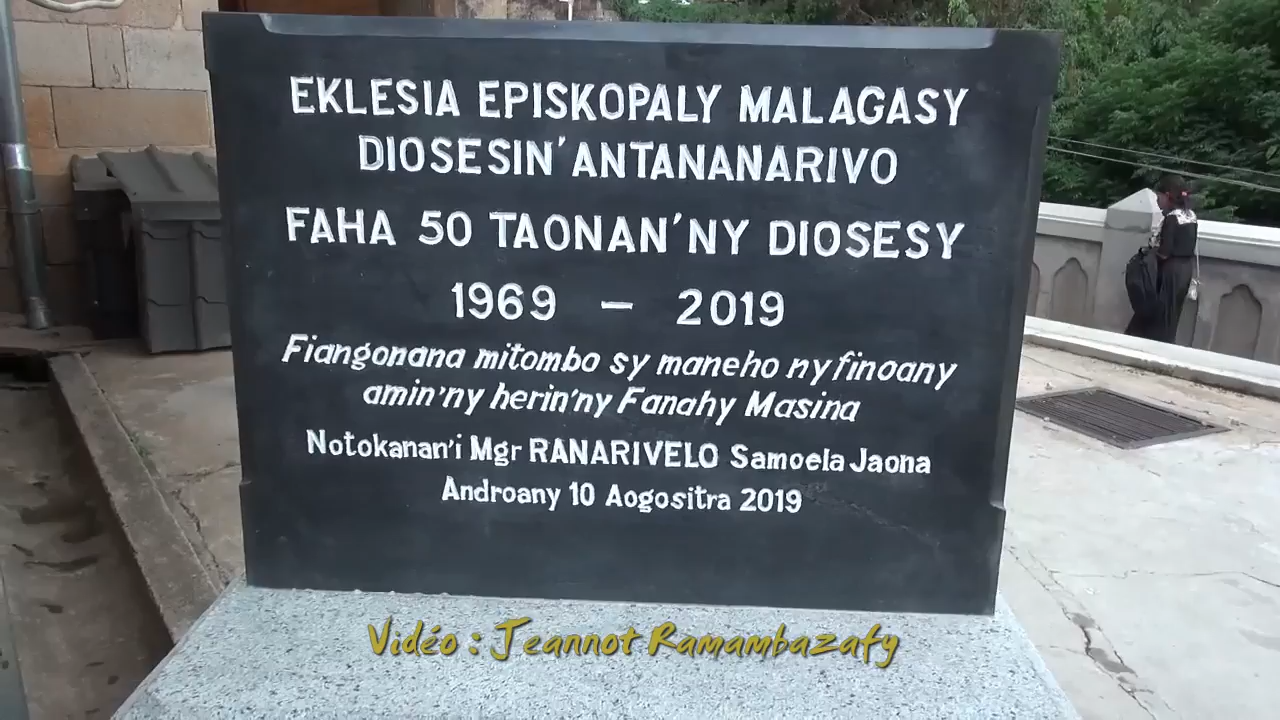 EKLESIA EPISKOPALY MALAGASY
DIOSESIN'ANTANANARIVO
FAHA 50 TAONAN'NY DIOSESY
1969 – 2019
Fiangonana mitombo sy maneho ny finoany
amin'ny herin'ny Fanahy Masina
Notokanan'i Mgr RANARIVELO Samoela Jaona
Androany 10 Aogositra 2019
Vidéo : Jeannot Ramambazafy